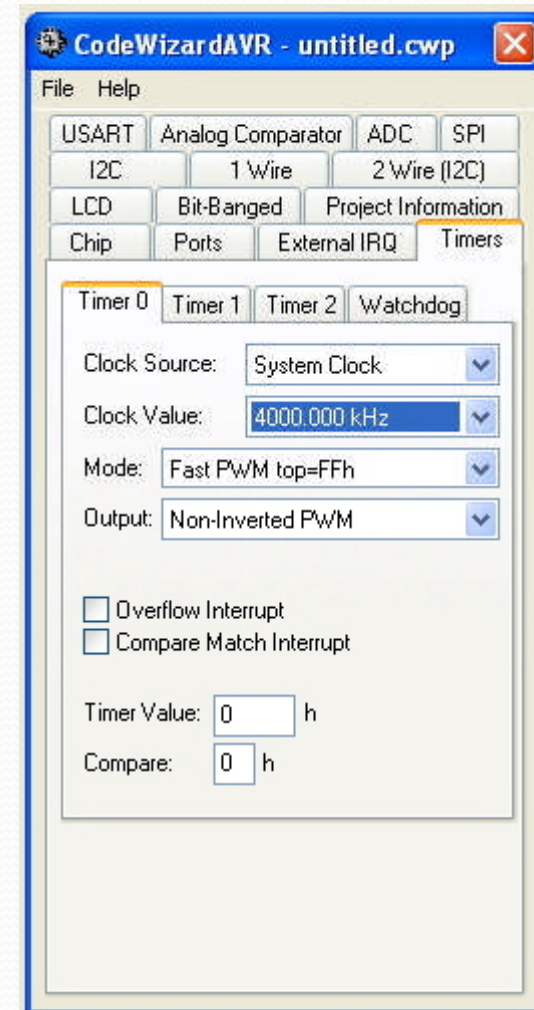 CodeWizardAVR - untitled.cwp
File Help
USART Analog Comparator ADC SPI
I2C 1 Wire 2 Wire (I2C)
LCD Bit-Banged Project Information
Chip Ports External IRQ Timers
Timer 0 Timer 1 Timer 2 Watchdog
Clock Source: System Clock
Clock Value: 4000.000 kHz
Mode: Fast PWM top=FFh
Output: Non-Inverted PWM
Overflow Interrupt
Compare Match Interrupt
Timer Value: 0 h
Compare: 0 h